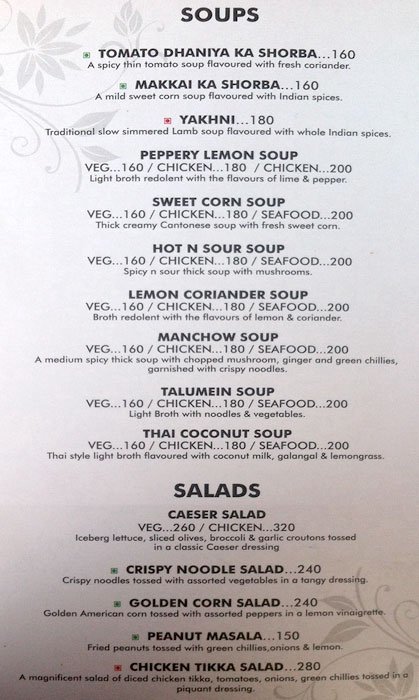 SOUPS
TOMATO DHANIYA KA SHORBA...160
A spicy thin tomato soup flavoured with fresh coriander.
MAKKAI KA SHORBA...160
A mild sweet corn soup flavoured with Indian spices.
YAKHNI...180
Traditional slow simmered Lamb soup flavoured with whole Indian spices.
PEPPERY LEMON SOUP
VEG...160 / CHICKEN...180 / CHICKEN...200
Light broth redolent with the flavours of lime & pepper.
SWEET CORN SOUP
VEG...160 / CHICKEN...180 / SEAFOOD...200
Thick creamy Cantonese soup with fresh sweet corn.
HOT N SOUR SOUP
VEG...160 / CHICKEN...180 / SEAFOOD...200
Spicy n sour thick soup with mushrooms.
LEMON CORIANDER SOUP
VEG...160 / CHICKEN...180 / SEAFOOD...200
Broth redolent with the flavours of lemon & coriander.
MANCHOW SOUP
VEG...160 / CHICKEN...180 / SEAFOOD...200
A medium spicy thick soup with chopped mushroom, ginger and green chillies,
garnished with crispy noodles.
TALUMEIN SOUP
VEG...160 / CHICKEN...180 / SEAFOOD...200
Light Broth with noodles & vegetables.
THAI COCONUT SOUP
VEG...160 / CHICKEN...180 / SEAFOOD...200
Thai style light broth flavoured with coconut milk, galangal & lemongrass.
SALADS
CAESER SALAD
VEG...260 / CHICKEN...320
Iceberg lettuce, sliced olives, broccoli & garlic croutons tossed
in a classic Caeser dressing
CRISPY NOODLE SALAD...240
Crispy noodles tossed with assorted vegetables in a tangy dressing.
GOLDEN CORN SALAD...240
Golden American corn tossed with assorted peppers in a lemon vinaigrette.
PEANUT MASALA...150
Fried peanuts tossed with green chillies,onions & lemon.
CHICKEN TIKKA SALAD...280
A magnificent salad of diced chicken tikka, tomatoes, onions, green chillies tossed in a
piquant dressing.